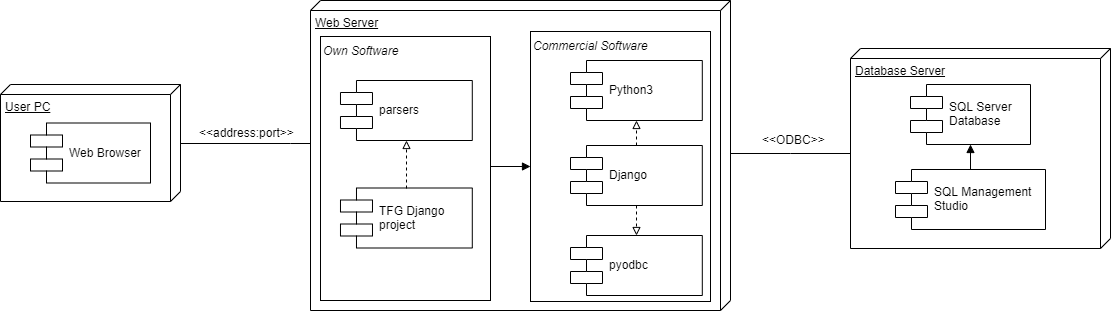 User PC
Web Browser
<<address:port>>
Web Server
Own Software
parsers
TFG Django
project
Commercial Software
Python3
Django
pyodbc
<<ODBC>>
Database Server
SQL Server
Database
SQL Management
Studio